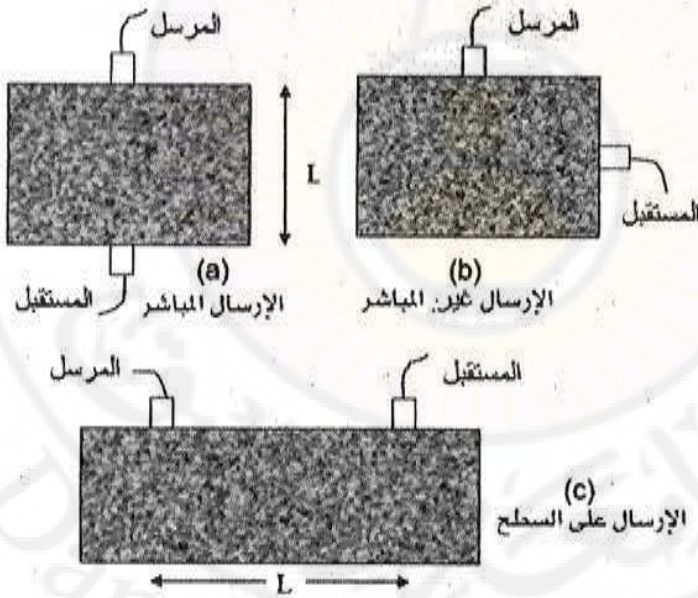 المرسل
المرسل
L
المستقبل
(a)
(b)
المستقبل
الإرسال المباشر
الإرسال غير المباشر
المرسل
المستقبل
(c)
الإرسال على السطح
L